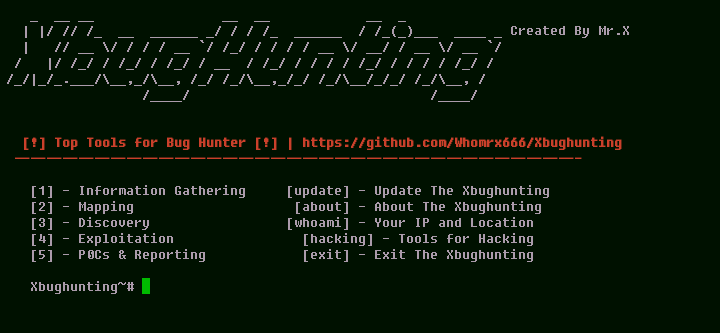 XbugHunting
Created By Mr.X
[!] Top Tools for Bug Hunter [!] | https://github.com/Whomrx666/Xbughunting
[1] - Information Gathering [update] - Update The Xbughunting
[2] - Mapping [about] - About The Xbughunting
[3] - Discovery [whoami] - Your IP and Location
[4] - Exploitation [hacking] - Tools for Hacking
[5] - P0Cs & Reporting [exit] - Exit The Xbughunting
Xbughunting~#